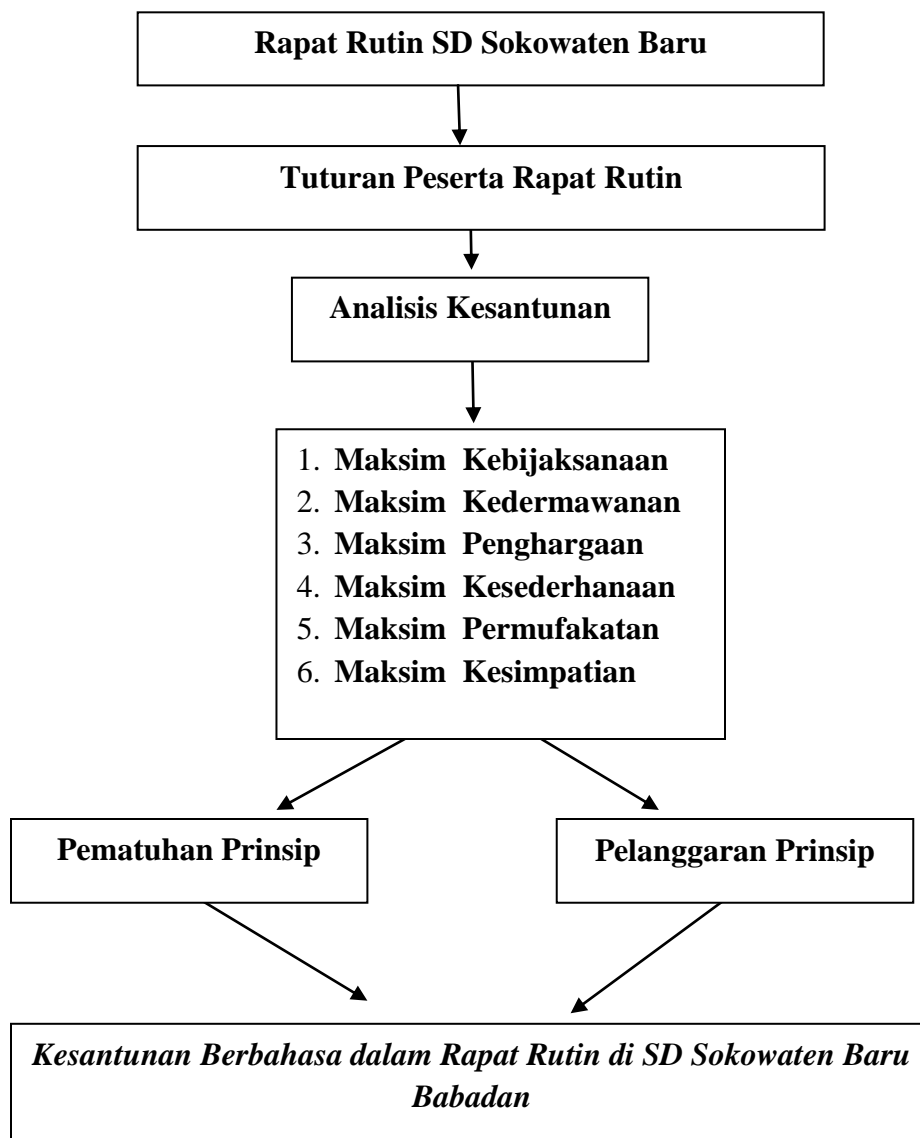 Rapat Rutin SD Sokowaten Baru
Tuturan Peserta Rapat Rutin
Analisis Kesantunan
1. Maksim Kebijaksanaan
2. Maksim Kedermawanan
3. Maksim Penghargaan
4. Maksim Kesederhanaan
5. Maksim Permufakatan
6. Maksim Kesimpatian
Pematuhan Prinsip
Pelanggaran Prinsip
Kesantunan Berbahasa dalam Rapat Rutin di SD Sokowaten Baru
Babadan